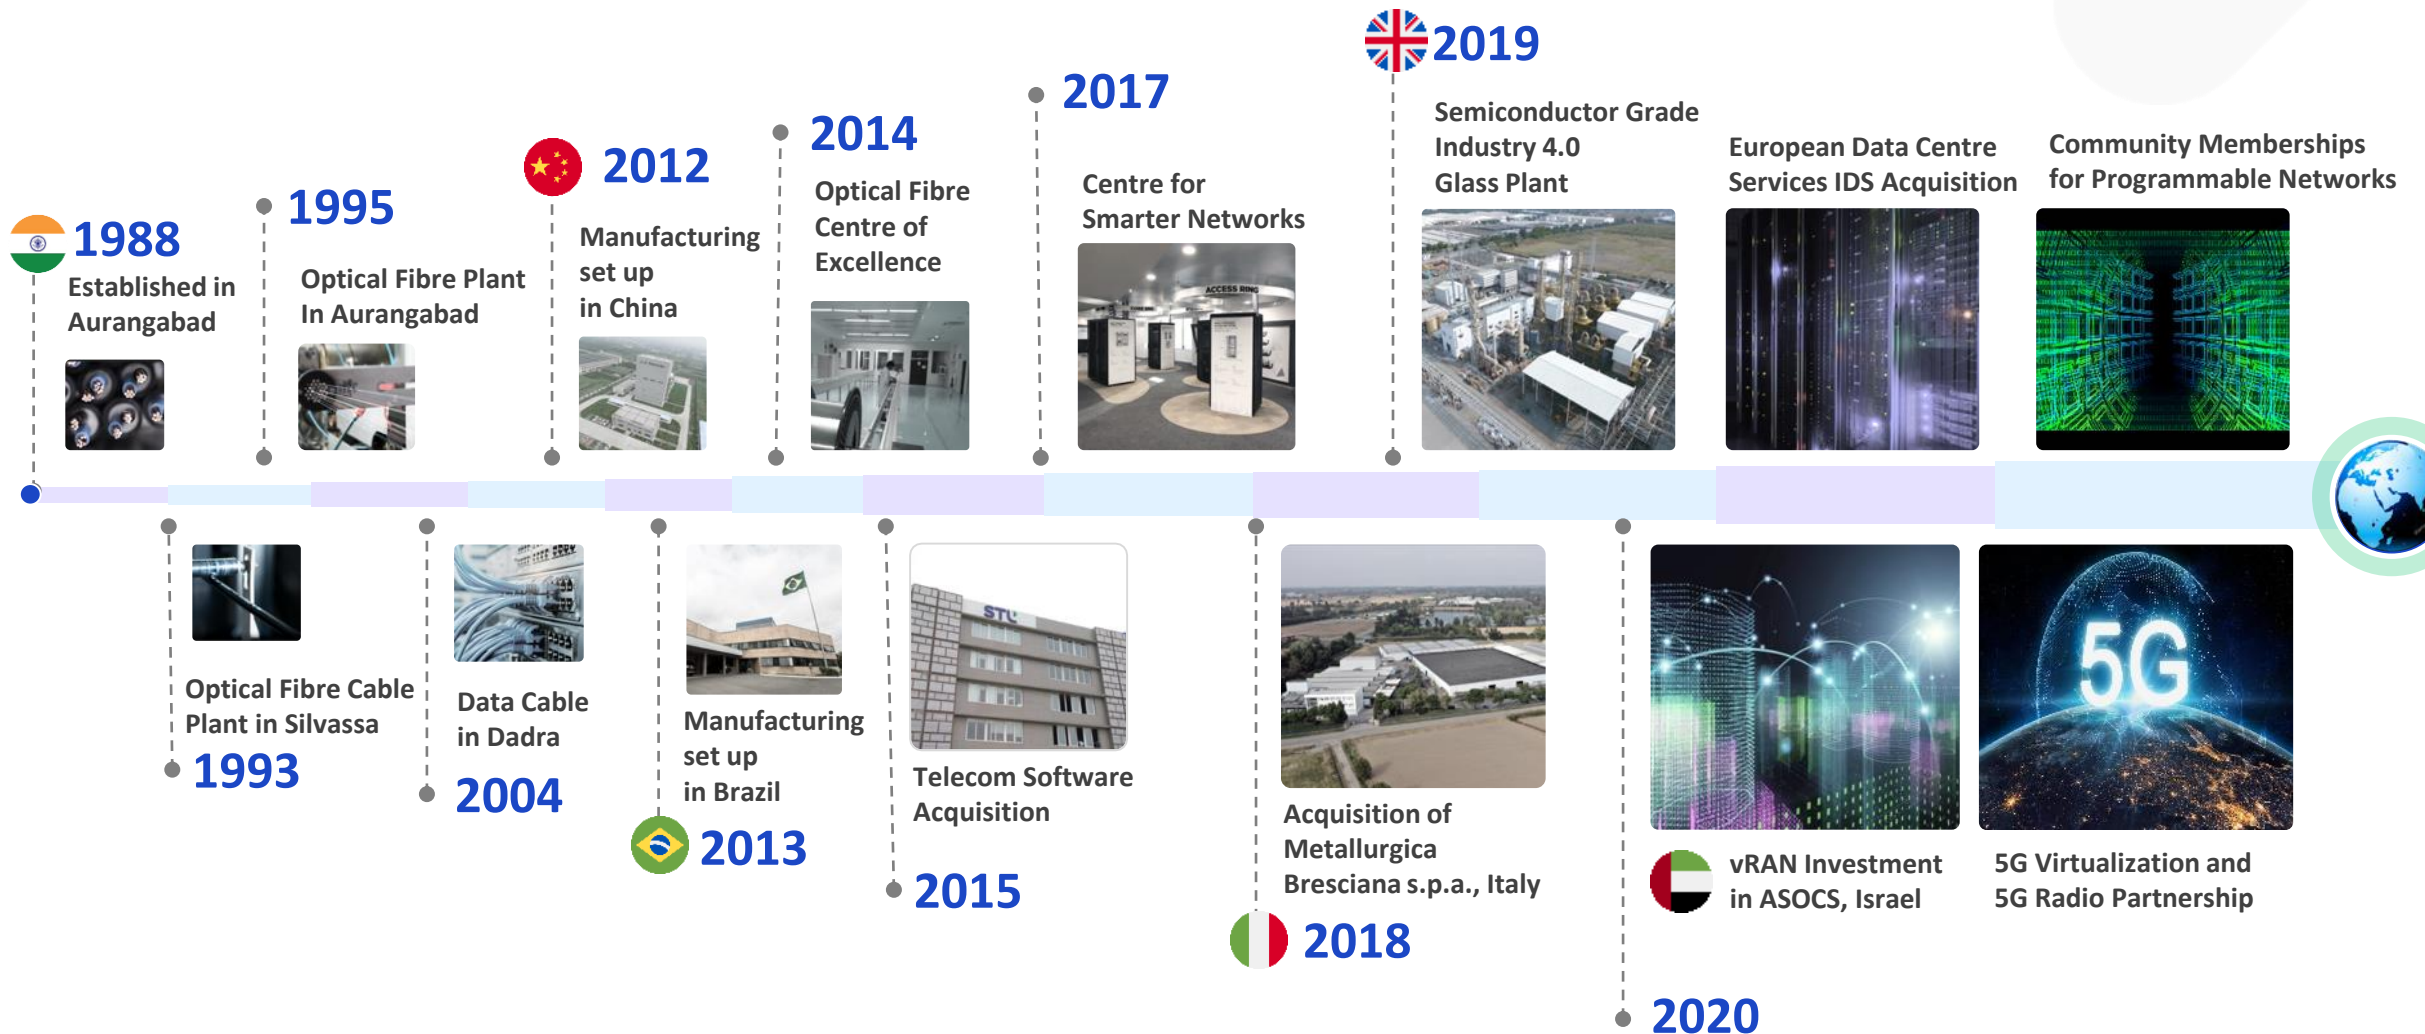 1988
Established in
Aurangabad
1995
Optical Fibre Plant
In Aurangabad
2012
Manufacturing
set up
in China
2014
Optical Fibre
Centre of
Excellence
2017
Centre for
Smarter Networks
ACCESS RING
2019
Semiconductor Grade
Industry 4.0
Glass Plant
European Data Centre
Services IDS Acquisition
Community Memberships
for Programmable Networks
Optical Fibre Cable
Plant in Silvassa
1993
Data Cable
in Dadra
2004
Manufacturing
set up
in Brazil
2013
STL
Telecom Software
Acquisition
2015
Acquisition of
Metallurgica
Bresciana s.p.a., Italy
2018
vRAN Investment
in ASOCS, Israel
5G
5G Virtualization and
5G Radio Partnership
2020